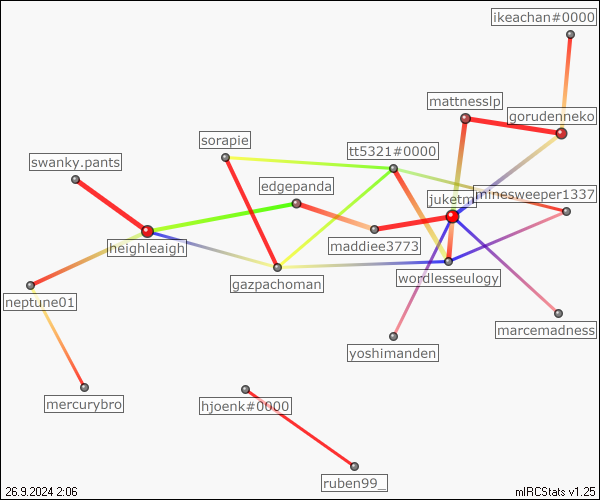 ikeachan#0000
mattnesslp
gorudenneko
sorapie
tt5321#0000
swanky.pants
edgepanda
minesweeper1337
heighleaigh
maddiee3773
gazpachoman
wordlesseulogy
neptune01
marcemadness
yoshimanden
mercurybro
hjoenk#0000
ruben99_
26.9.2024 2:06
mIRCStats v1.25